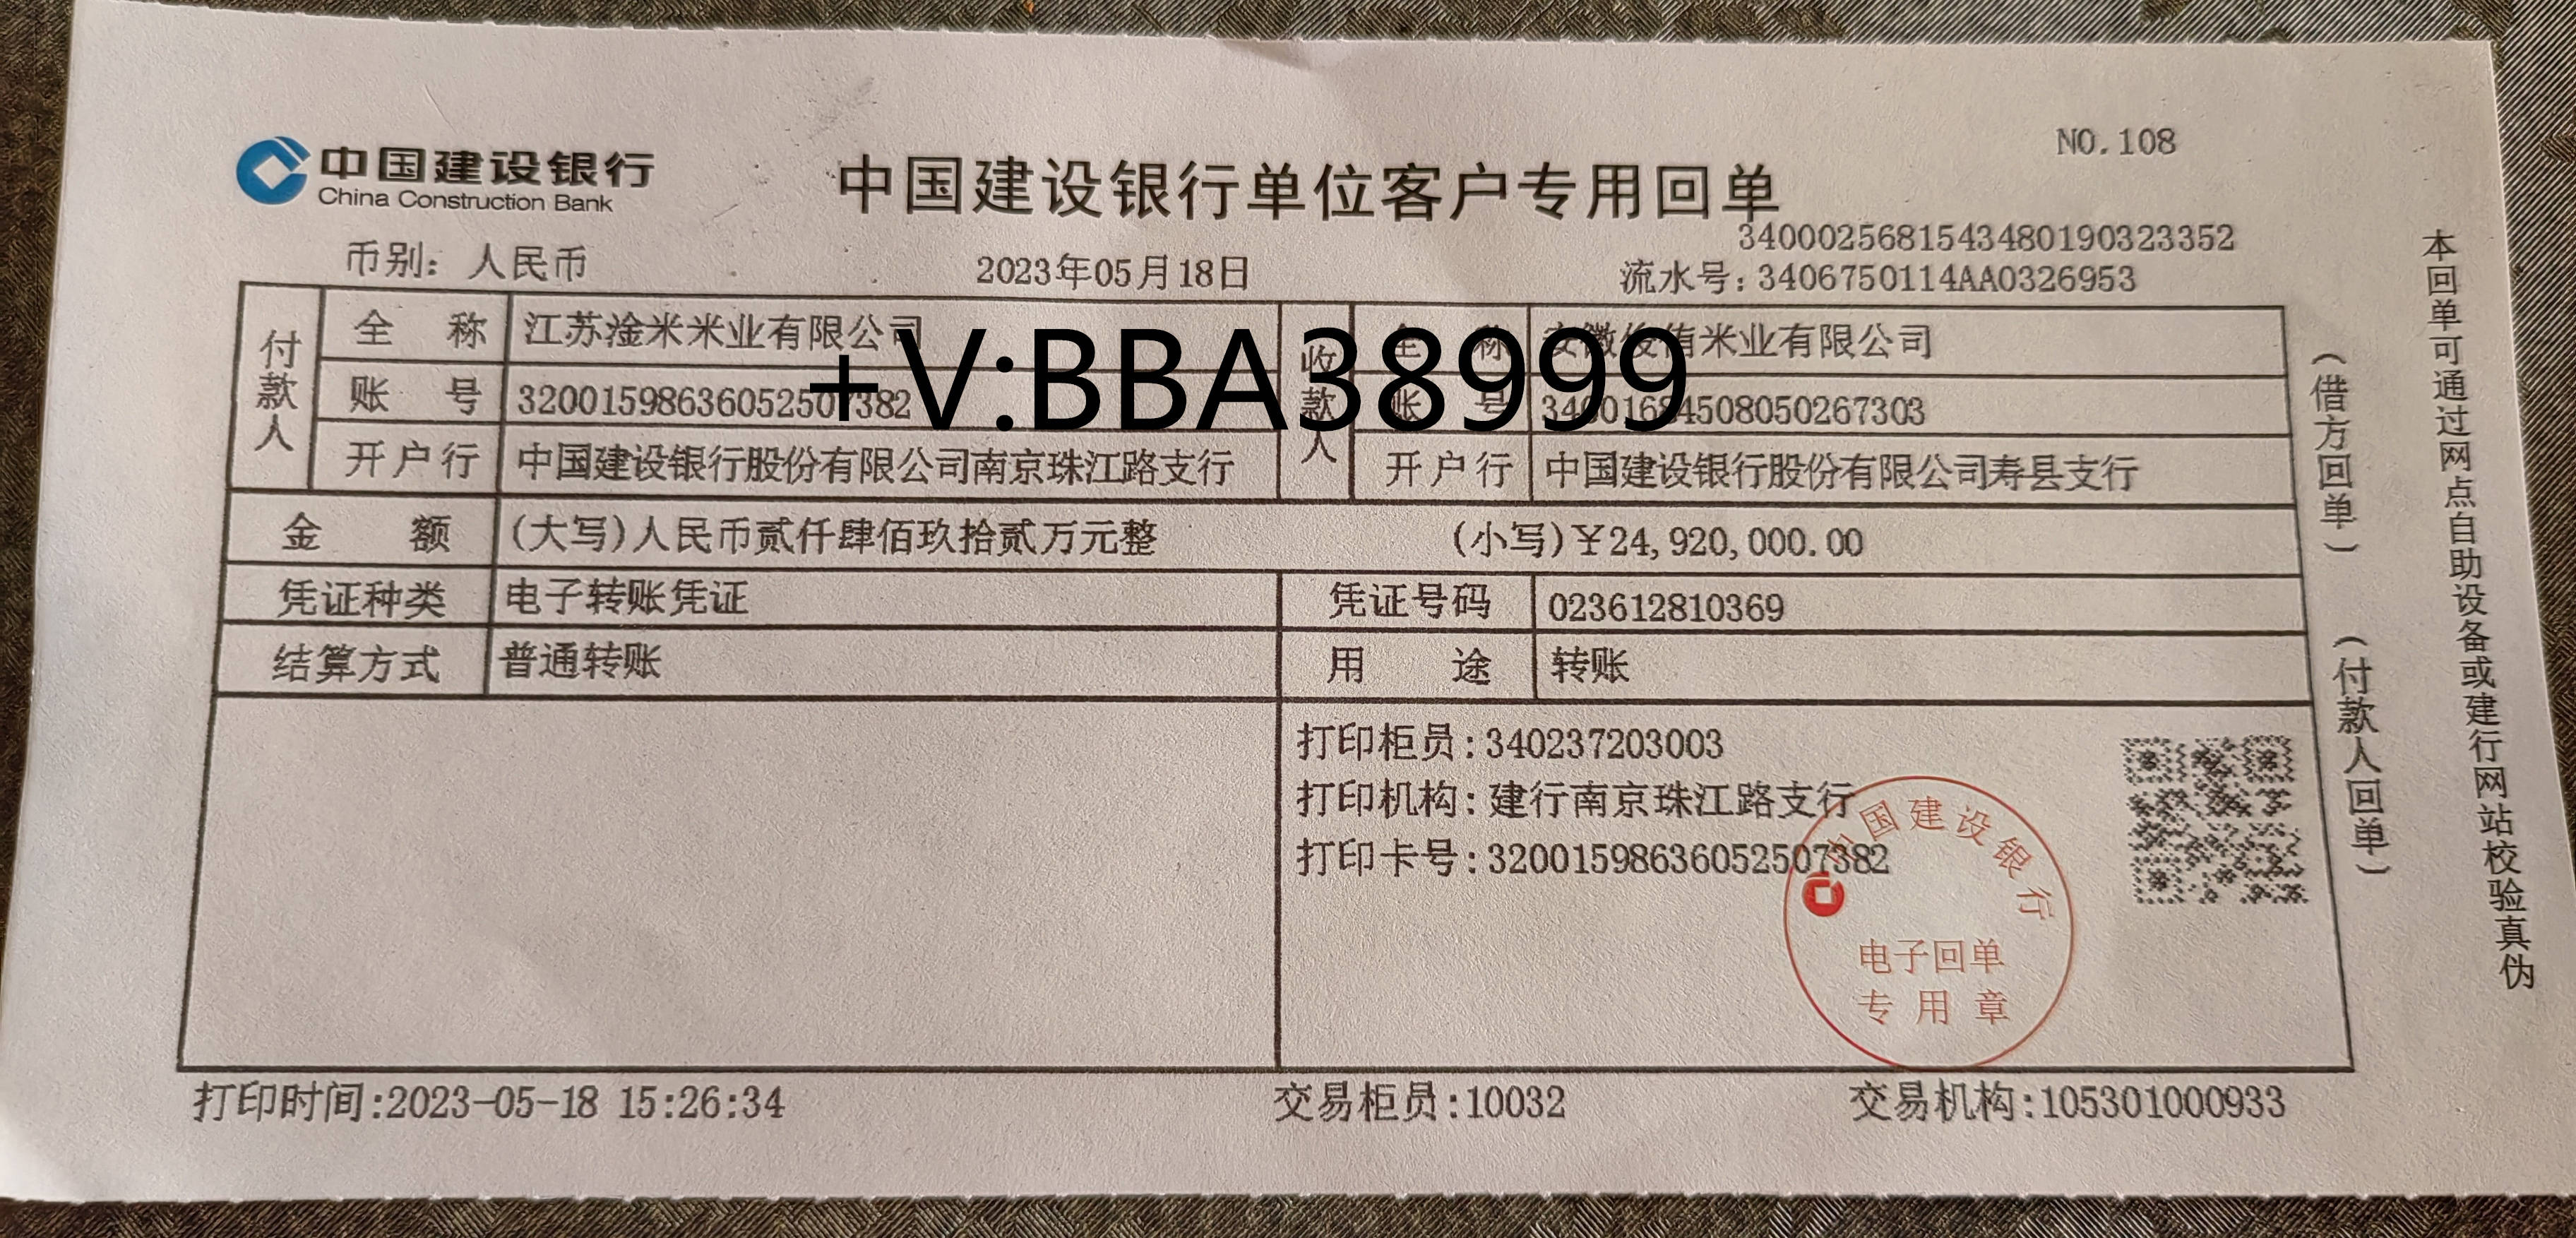 NO.108
中国建设银行
China Construction Bank
中国建设银行单位客户专用回单
3400025681543480190323352
币别：人民币 2023年05月18日 流水号：3406750114AA0326953
付款人 全称 江苏淦米米业有限公司 收款人 全称 米业有限公司
账号 32001598636052507382 账号 34001684508050267303
+V:BBA38999
开户行 中国建设银行股份有限公司南京珠江路支行 开户行 中国建设银行股份有限公司寿县支行
金额 (大写)人民币贰仟肆佰玖拾贰万元整 (小写)￥24,920,000.00
凭证种类 电子转账凭证 凭证号码 023612810369
结算方式 普通转账 用途 转账
打印柜员:340237203003
打印机构:建行南京珠江路支行
打印卡号:32001598636052507382
中国建设银行
电子回单
专用章
打印时间:2023-05-18 15:26:34 交易柜员:10032 交易机构:105301000933
（借方回单）（付款人回单）
本回单可通过网点自助设备或建行网站校验真伪